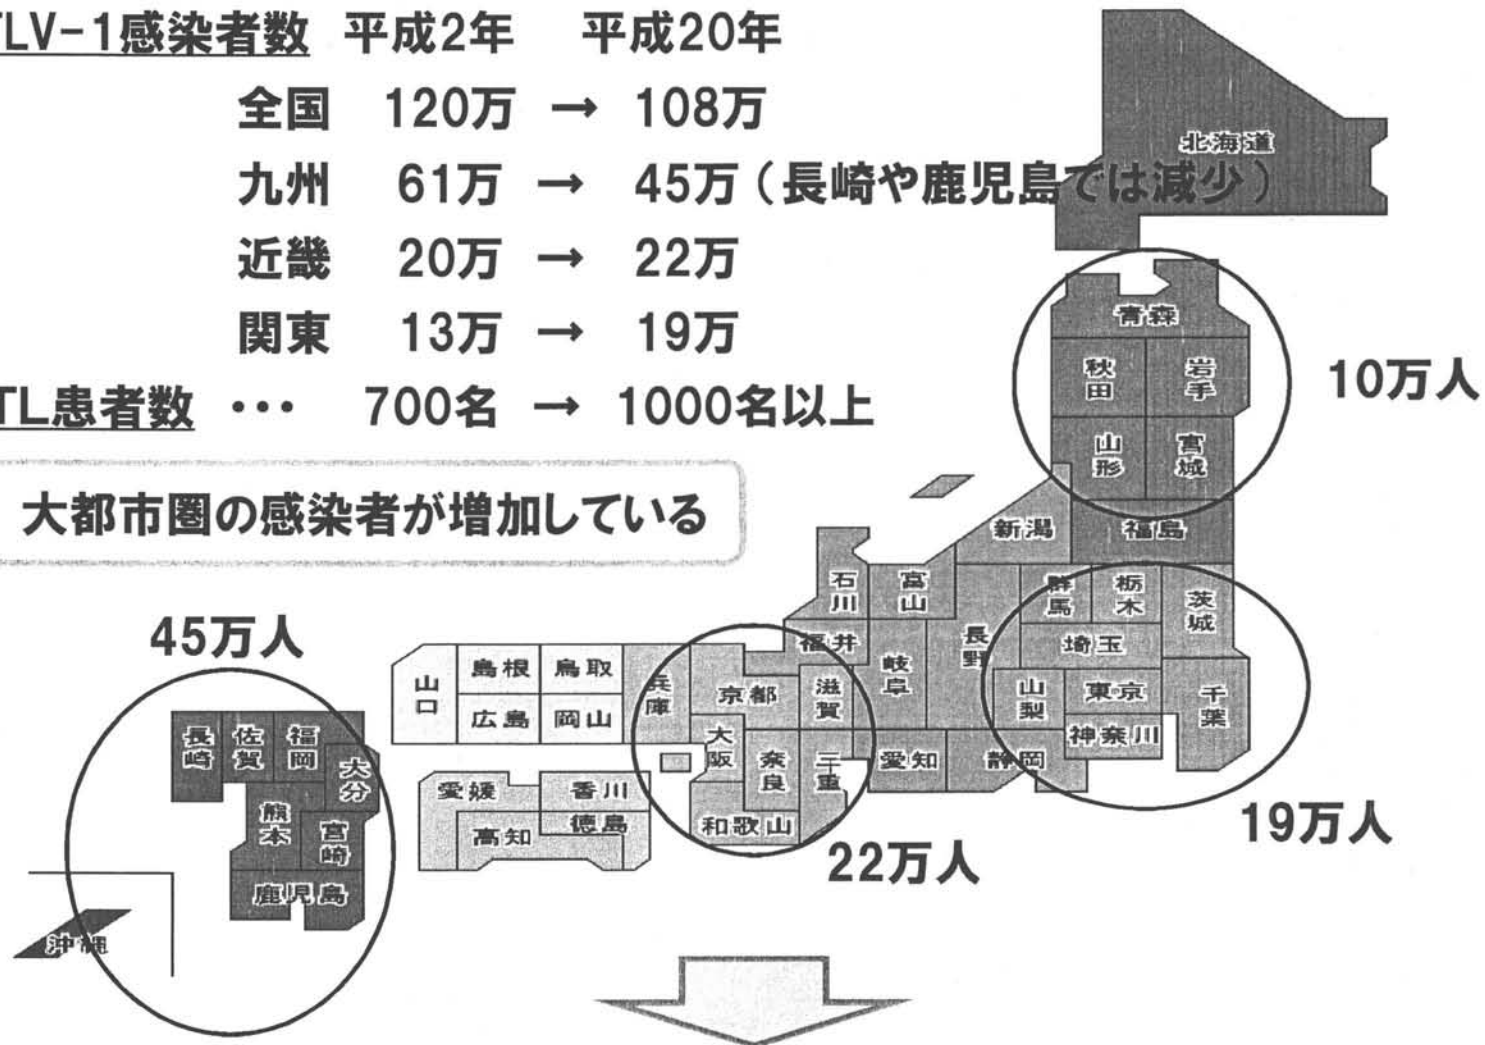 TLV-1感染者数 平成2年 平成20年
全国 120万 → 108万
九州 61万 → 45万（長崎や鹿児島では減少）
近畿 20万 → 22万
関東 13万 → 19万
TL患者数 ・・・ 700名 → 1000名以上
大都市圏の感染者が増加している
北海道
青森
秋田
岩手
山形
宮城
10万人
新潟
福島
石川
富山
群馬
栃木
茨城
福井
岐阜
長野
埼玉
山梨
東京
千葉
神奈川
19万人
45万人
山口
島根
鳥取
広島
岡山
兵庫
京都
滋賀
大阪
奈良
三重
愛知
静岡
和歌山
22万人
愛媛
香川
高知
徳島
長崎
佐賀
福岡
大分
熊本
宮崎
鹿児島
沖縄